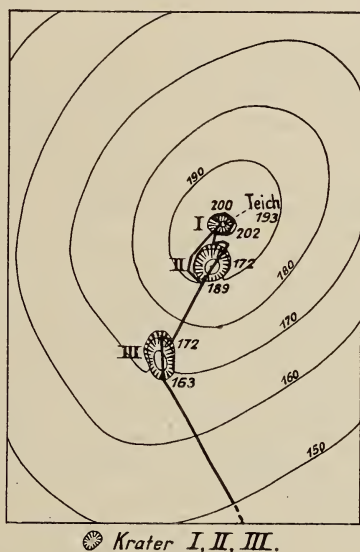 190
200
Teich
I
193
202
II
172
189
180
172
170
III
163
160
150
Krater I, II, III.